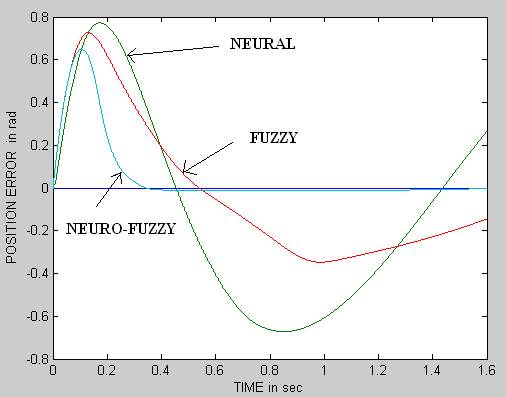 0.8
0.6
0.4
0.2
0
-0.2
-0.4
-0.6
-0.8
POSITION ERROR in rad
NEURAL
FUZZY
NEURO-FUZZY
0 0.2 0.4 0.6 0.8 1 1.2 1.4 1.6
TIME in sec